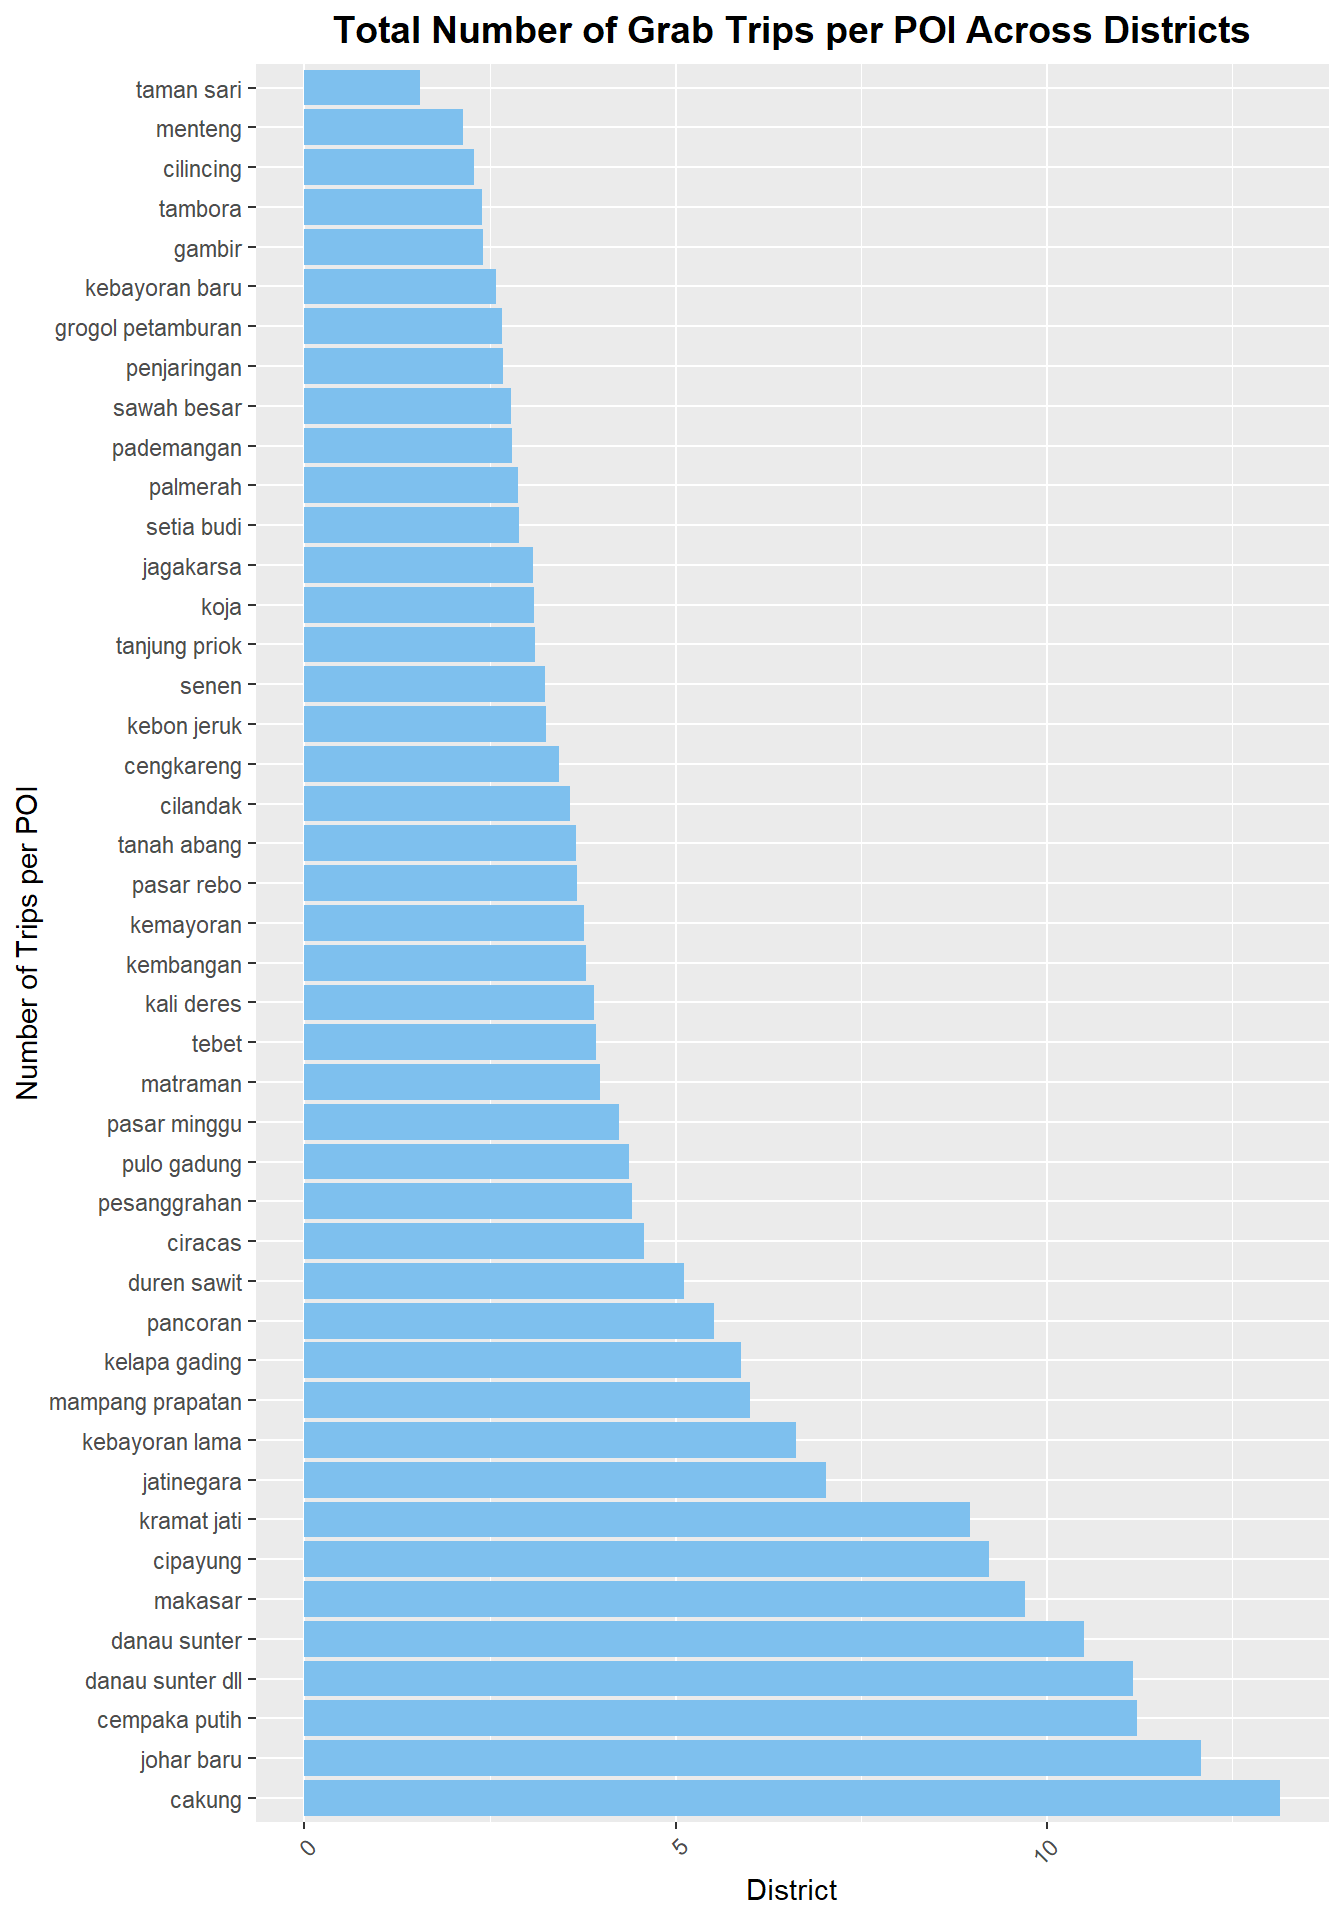 Total Number of Grab Trips per POI Across Districts
taman sari
menteng
cilincing
tambora
gambir
kebayoran baru
grogol petamburan
penjaringan
sawah besar
pademangan
palmerah
setia budi
jagakarsa
koja
tanjung priok
senen
kebon jeruk
cengkareng
cilandak
tanah abang
pasar rebo
kemayoran
kembangan
kali deres
tebet
matraman
pasar minggu
pulo gadung
pesanggrahan
ciracas
duren sawit
pancoran
kelapa gading
mampang prapatan
kebayoran lama
jatinegara
kramat jati
cipayung
makasar
danau sunter
danau sunter dll
cempaka putih
johar baru
cakung
Number of Trips per POI
0
5
10
District